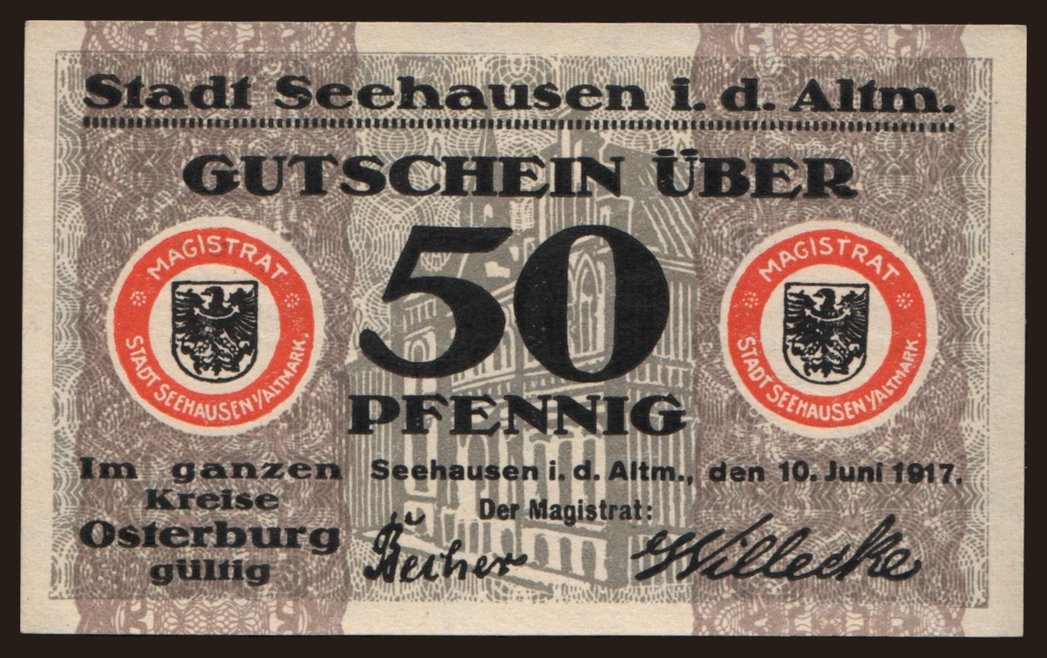 Stadt Seehausen i. d. Altm.
GUTSCHEIN ÜBER
50
PFENNIG
MAGISTRAT
STADT SEEHAUSEN I/ALTMARK.
MAGISTRAT
STADT SEEHAUSEN I/ALTMARK
Im ganzen
Kreise
Osterburg
gültig
Seehausen i. d. Altm., den 10. Juni 1917.
Der Magistrat:
Willecke